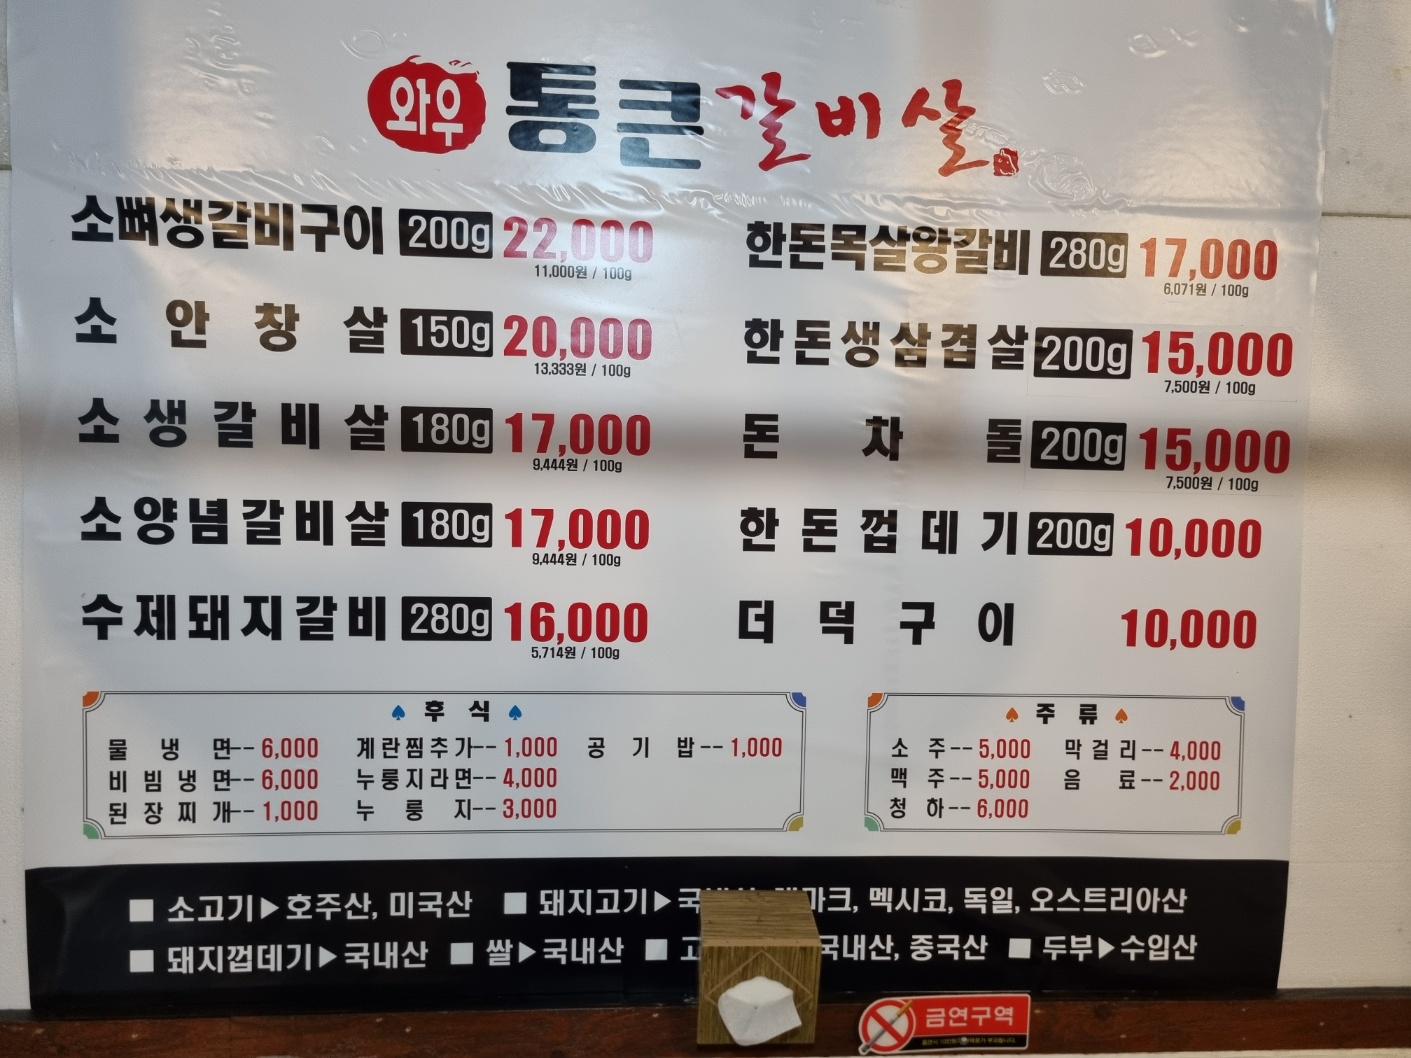 와우 통큰갈비살
소뼈생갈비구이 200g 22,000
11,000원 / 100g
소안창살 150g 20,000
13,333원 / 100g
소생갈비살 180g 17,000
9,444원 / 100g
소양념갈비살 180g 17,000
9,444원 / 100g
수제돼지갈비 280g 16,000
5,714원 / 100g
한돈목살왕갈비 280g 17,000
6,071원 / 100g
한돈생삼겹살 200g 15,000
7,500원 / 100g
돈차돌 200g 15,000
7,500원 / 100g
한돈껍데기 200g 10,000
더덕구이 10,000
♠ 후식 ♠
물냉면-- 6,000 계란찜추가-- 1,000 공기밥-- 1,000
비빔냉면-- 6,000 누룽지라면-- 4,000
된장찌개-- 1,000 누룽지-- 3,000
♠ 주류 ♠
소주-- 5,000 막걸리-- 4,000
맥주-- 5,000 음료-- 2,000
청하-- 6,000
■ 소고기▶호주산, 미국산 ■ 돼지고기▶ 멕시코, 독일, 오스트리아산
■ 돼지껍데기▶국내산 ■ 쌀▶국내산 ■ 국내산, 중국산 ■ 두부▶수입산
금연구역